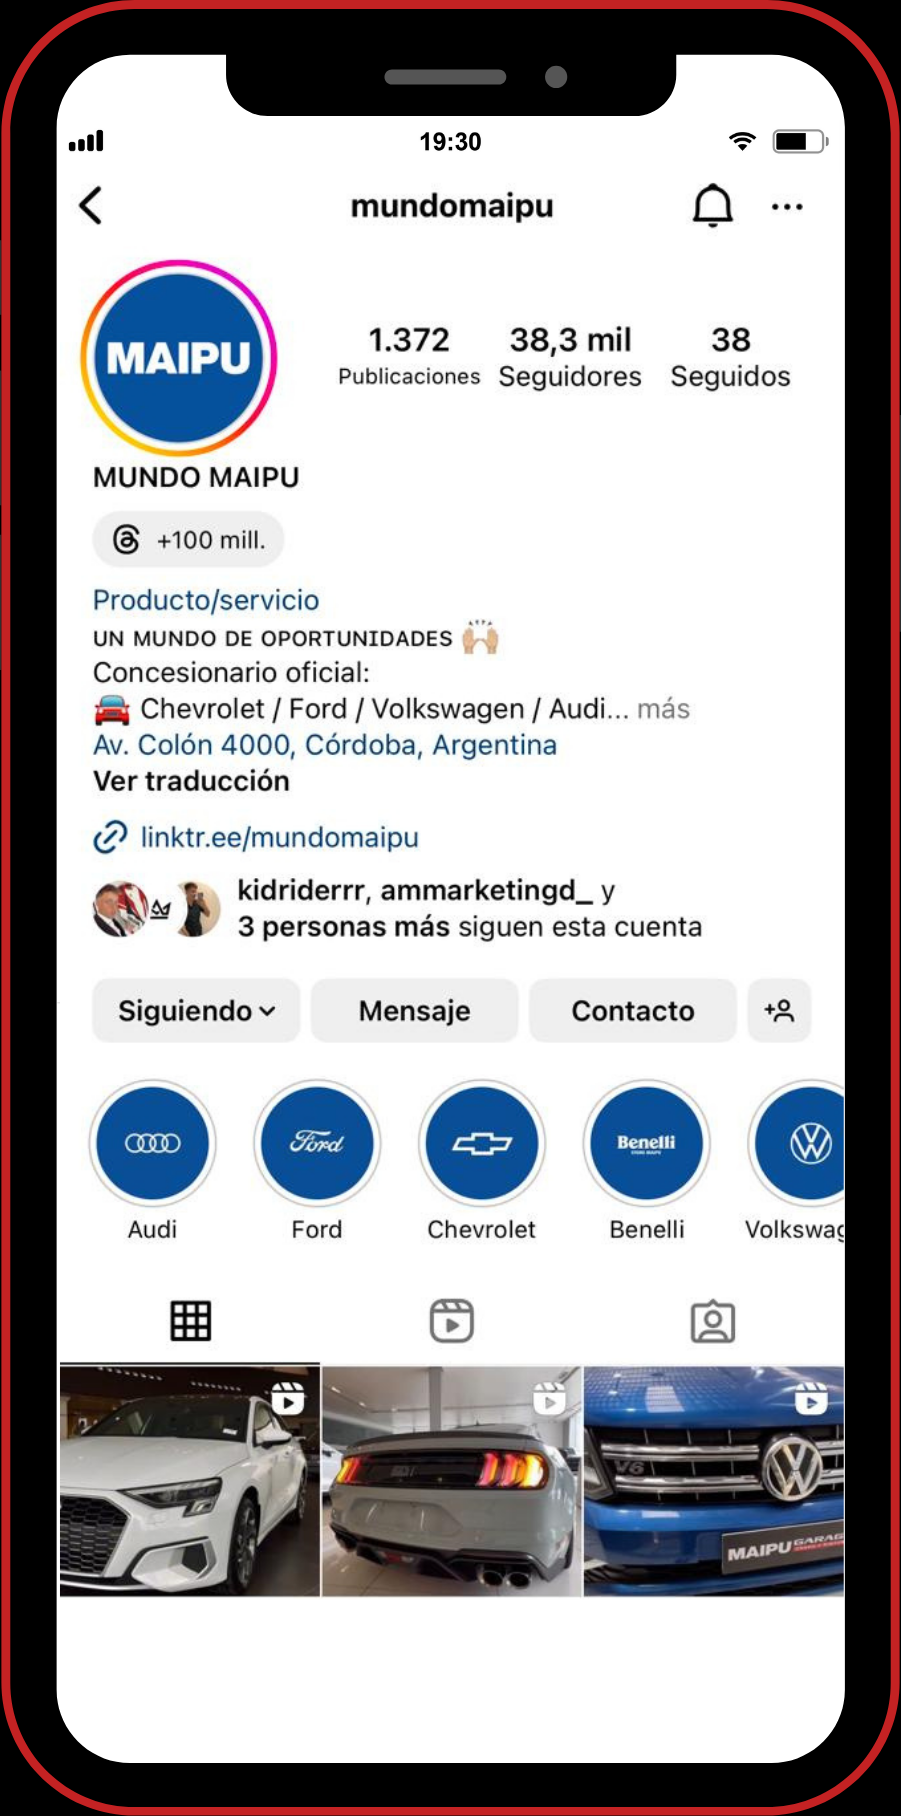 19:30
mundomaipu
MAIPU
1.372 38,3 mil 38
Publicaciones Seguidores Seguidos
MUNDO MAIPU
+100 mill.
Producto/servicio
UN MUNDO DE OPORTUNIDADES 🙌🏼
Concesionario oficial:
🚘 Chevrolet / Ford / Volkswagen / Audi... más
Av. Colón 4000, Córdoba, Argentina
Ver traducción
linktr.ee/mundomaipu
kidriderrr, ammarketingd_ y
3 personas más siguen esta cuenta
Siguiendo Mensaje Contacto
Ford Benelli
Audi Ford Chevrolet Benelli Volkswag
V6
MAIPU GARAG